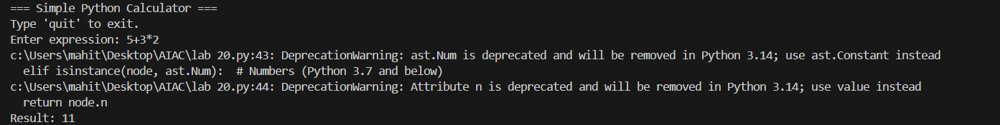 === Simple Python Calculator ===
Type 'quit' to exit.
Enter expression: 5+3*2
c:\Users\mahit\Desktop\AIAC\lab 20.py:43: DeprecationWarning: ast.Num is deprecated and will be removed in Python 3.14; use ast.Constant instead
  elif isinstance(node, ast.Num):  # Numbers (Python 3.7 and below)
c:\Users\mahit\Desktop\AIAC\lab 20.py:44: DeprecationWarning: Attribute n is deprecated and will be removed in Python 3.14; use value instead
  return node.n
Result: 11